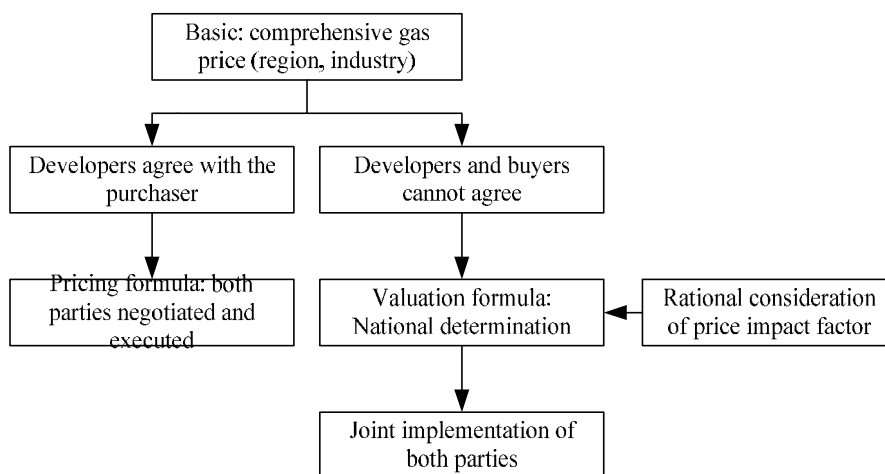 Basic: comprehensive gas
price (region, industry)
Developers agree with the
purchaser
Developers and buyers
cannot agree
Pricing formula: both
parties negotiated and
executed
Valuation formula:
National determination
Rational consideration
of price impact factor
Joint implementation of
both parties